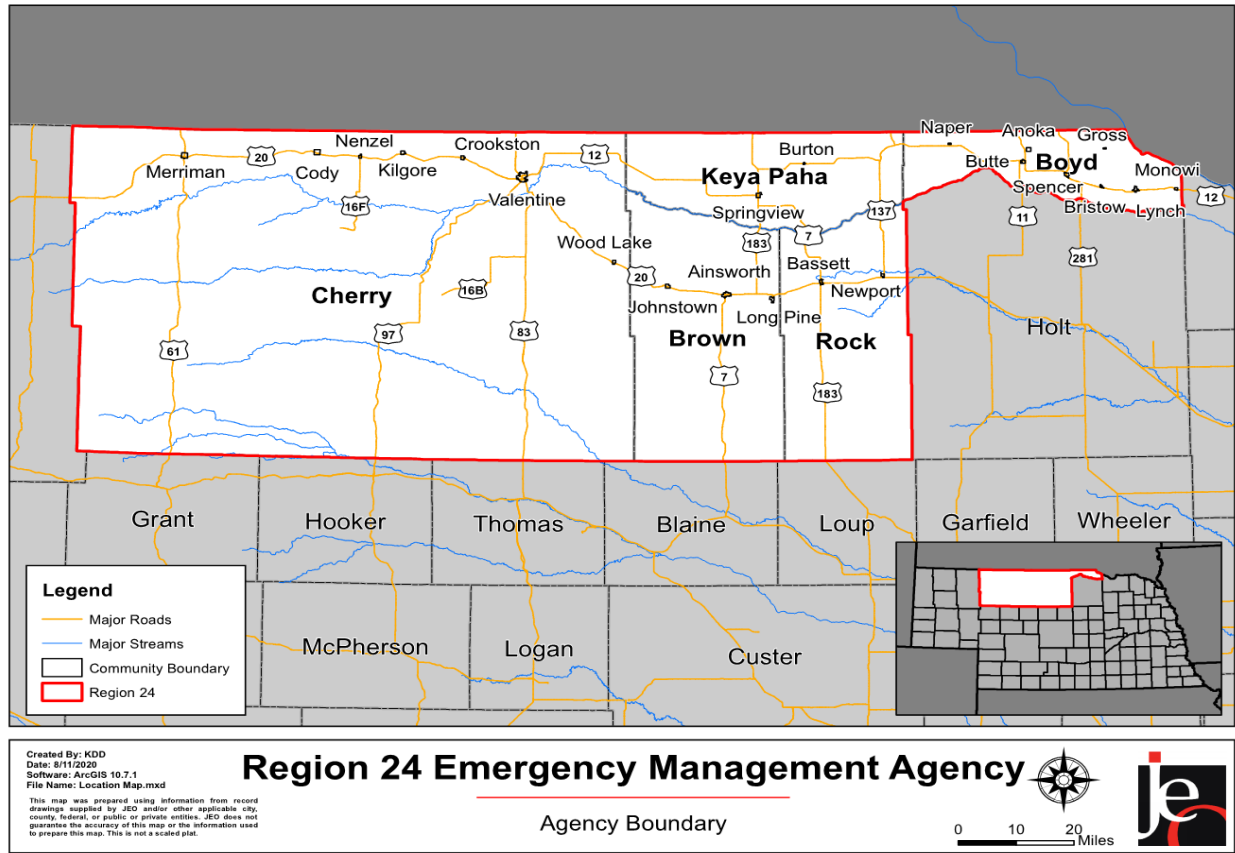 Naper
Anoka
Gross
Nenzel
Crookston
12
Burton
Butte
Boyd
Monowi
20
Merriman
Cody
Kilgore
Keya Paha
Spencer
Valentine
16F
Springview
137
11
Bristow
Lynch
12
Wood Lake
183
7
281
20
Ainsworth
Bassett
Cherry
16B
Johnstown
Long Pine
Newport
97
83
Brown
Rock
Holt
61
7
183
Grant
Hooker
Thomas
Blaine
Loup
Garfield
Wheeler
McPherson
Logan
Custer
Legend
Major Roads
Major Streams
Community Boundary
Region 24
Created By: KDD
Date: 8/11/2020
Software: ArcGIS 10.7.1
File Name: Location Map.mxd
This map was prepared using information from record
drawings supplied by JEO and/or other applicable city,
county, federal, or public or private entities. JEO does not
guarantee the accuracy of this map or the information used
to prepare this map. This is not a scaled plat.
Region 24 Emergency Management Agency
Agency Boundary
0 10 20
Miles
jeo